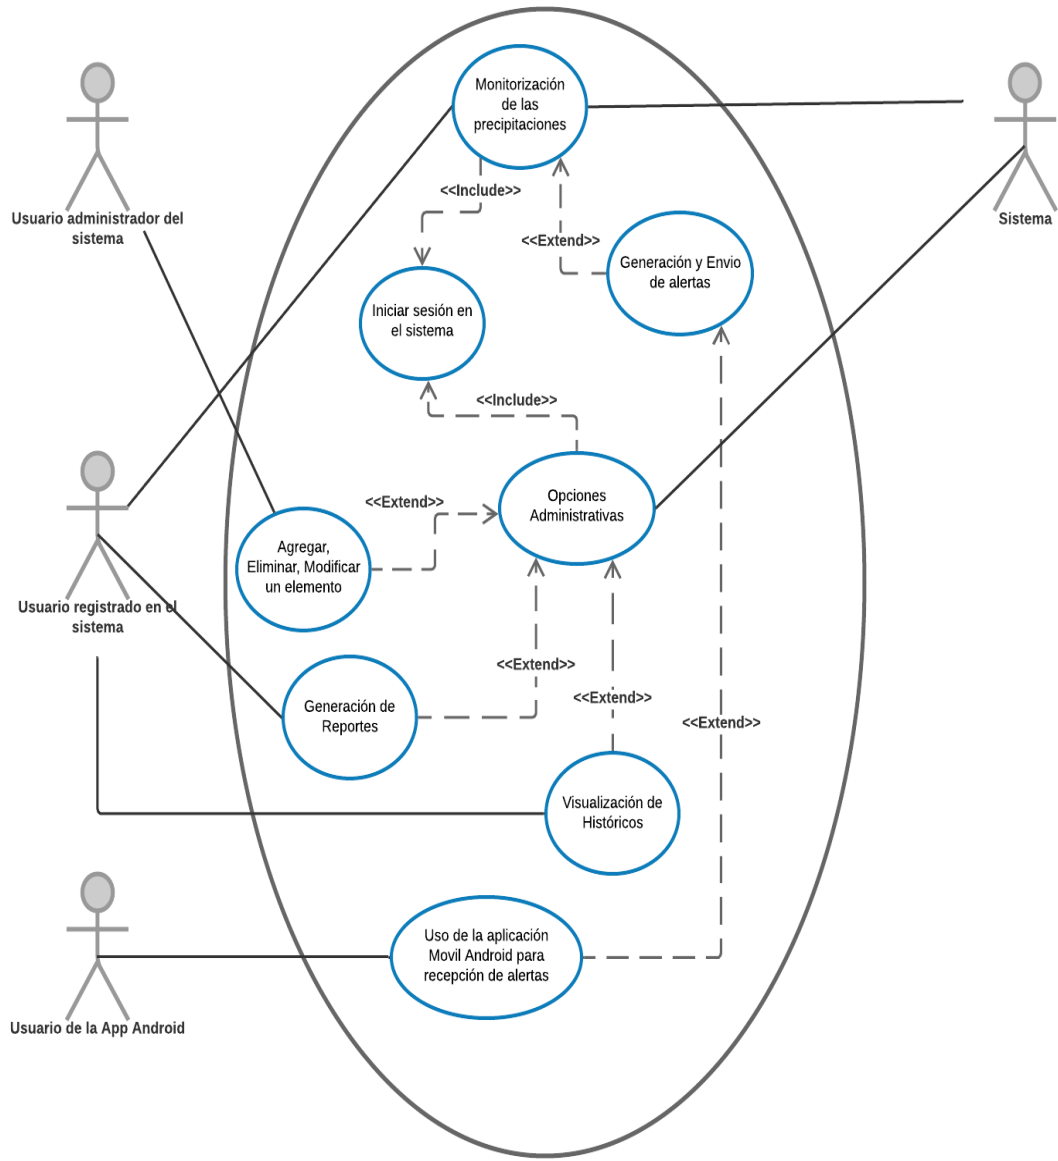 Monitorización
de las
precipitaciones
<<Include>>
Usuario administrador del
sistema
Sistema
<<Extend>>
Generación y Envio
de alertas
Iniciar sesión en
el sistema
<<Include>>
Opciones
Administrativas
<<Extend>>
Agregar,
Eliminar, Modificar
un elemento
Usuario registrado en el
sistema
<<Extend>>
<<Extend>>
<<Extend>>
Generación de
Reportes
Visualización de
Históricos
Uso de la aplicación
Movil Android para
recepción de alertas
Usuario de la App Android